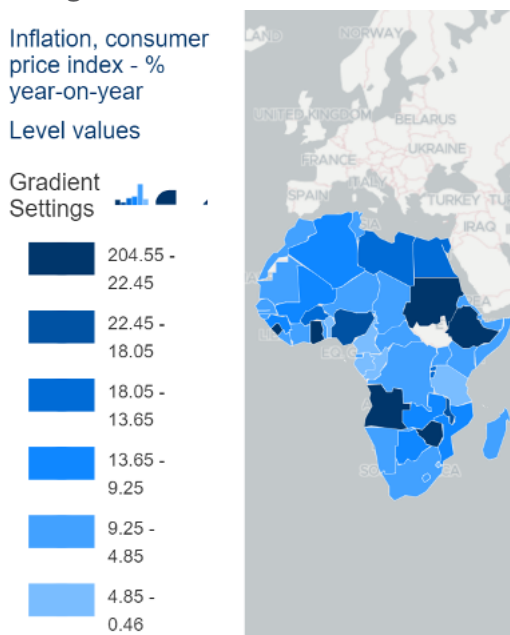 Inflation, consumer
price index - %
year-on-year
Level values
Gradient
Settings
204.55 -
22.45
22.45 -
18.05
18.05 -
13.65
13.65 -
9.25
9.25 -
4.85
4.85 -
0.46
NORWAY
UNITED KINGDOM
BELARUS
UKRAINE
FRANCE
ITALY
SPAIN
TURKEY
IRAQ